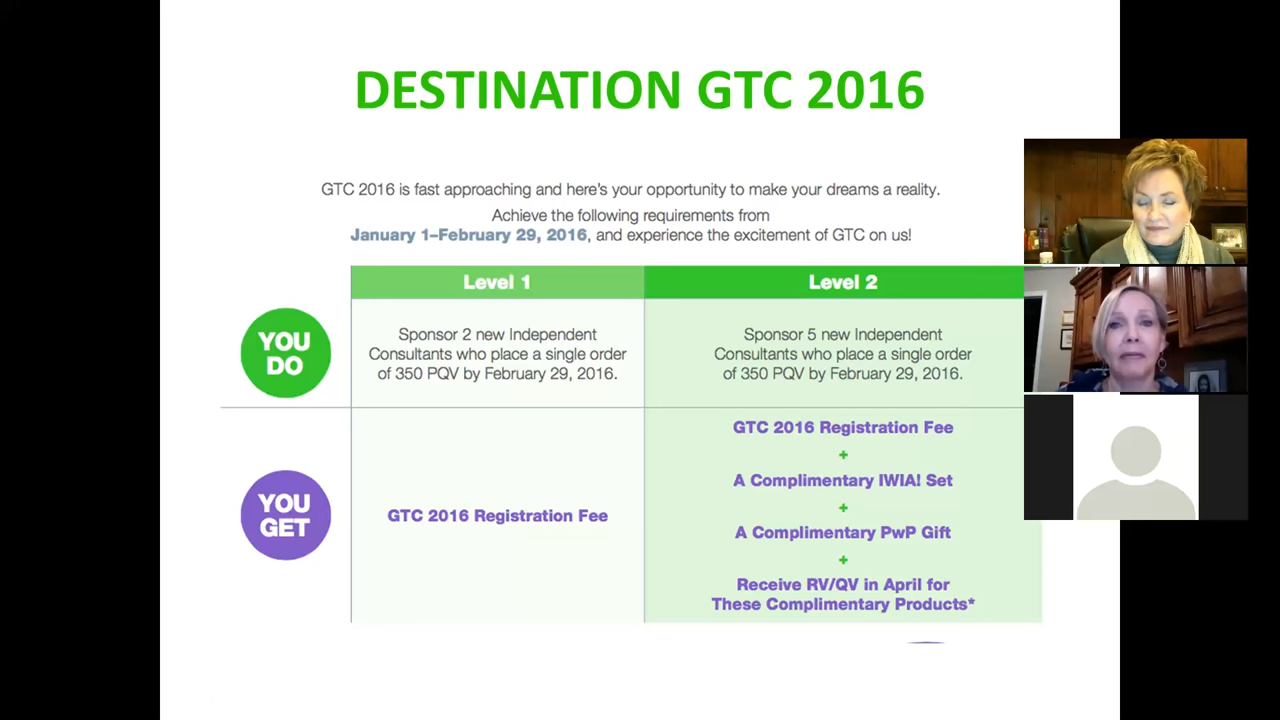 DESTINATION GTC 2016
GTC 2016 is fast approaching and here's your opportunity to make your dreams a reality.
Achieve the following requirements from
January 1–February 29, 2016, and experience the excitement of GTC on us!
Level 1
Level 2
YOU
DO
Sponsor 2 new Independent
Consultants who place a single order
of 350 PQV by February 29, 2016.
Sponsor 5 new Independent
Consultants who place a single order
of 350 PQV by February 29, 2016.
YOU
GET
GTC 2016 Registration Fee
GTC 2016 Registration Fee
+
A Complimentary IWIA! Set
+
A Complimentary PwP Gift
+
Receive RV/QV in April for
These Complimentary Products*